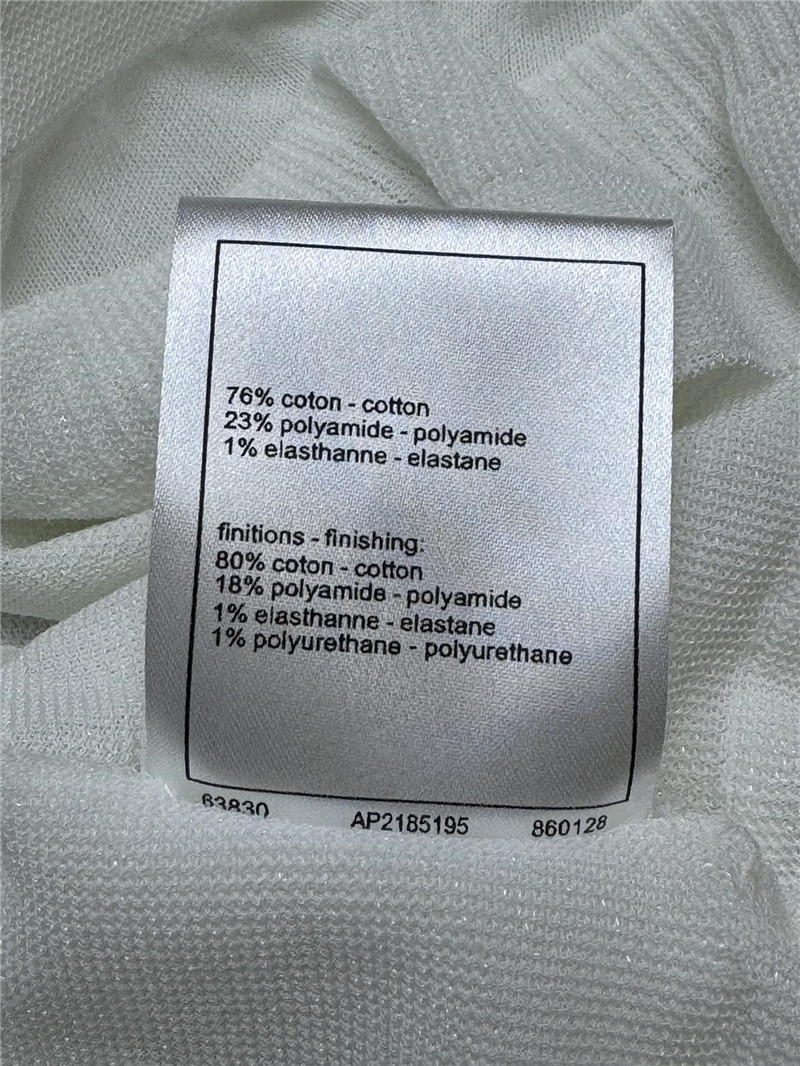 76% coton - cotton
23% polyamide - polyamide
1% elasthanne - elastane
finitions - finishing:
80% coton - cotton
18% polyamide - polyamide
1% elasthanne - elastane
1% polyurethane - polyurethane
63830 AP2185195 860128